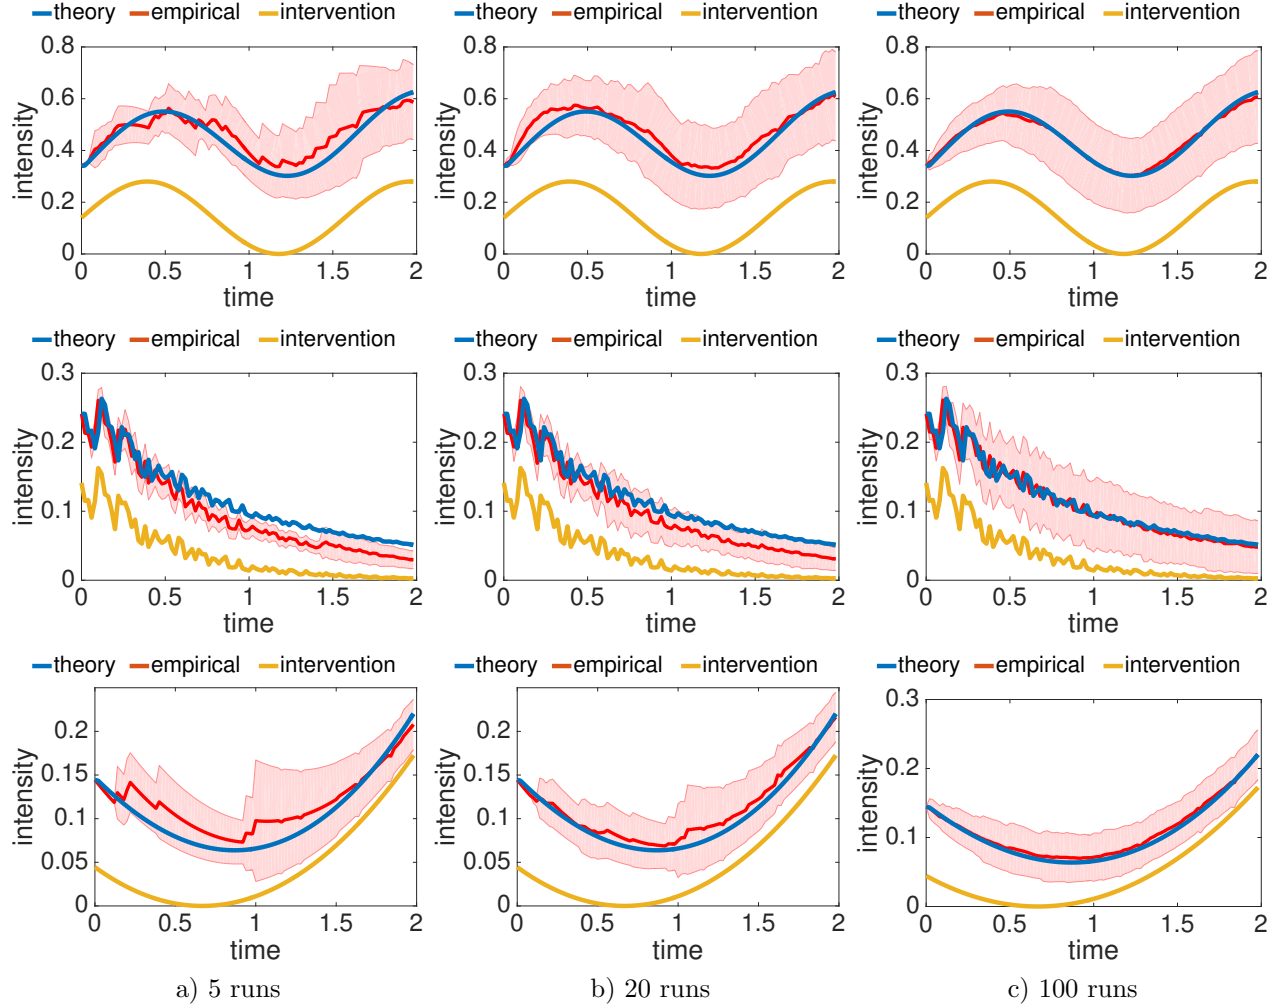 theory empirical intervention theory empirical intervention theory empirical intervention
0.8 0.8 0.8
0.6 0.6 0.6
intensity intensity intensity
0.4 0.4 0.4
0.2 0.2 0.2
0 0 0
0 0.5 1 1.5 2 0 0.5 1 1.5 2 0 0.5 1 1.5 2
time time time
theory empirical intervention theory empirical intervention theory empirical intervention
0.3 0.3 0.3
0.2 0.2 0.2
intensity intensity intensity
0.1 0.1 0.1
0 0 0
0 0.5 1 1.5 2 0 0.5 1 1.5 2 0 0.5 1 1.5 2
time time time
theory empirical intervention theory empirical intervention theory empirical intervention
0.3
0.2 0.2
0.2
0.15 0.15
intensity intensity intensity
0.1 0.1
0.1
0.05 0.05
0 0 0
0 0.5 1 1.5 2 0 0.5 1 1.5 2 0 0.5 1 1.5 2
time time time
a) 5 runs b) 20 runs c) 100 runs